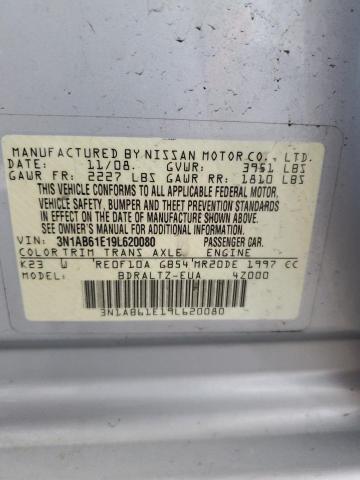 MANUFACTURED BY NISSAN MOTOR CO., LTD.
DATE: 11/08. GVWR: 3951 LBS
GAWR FR: 2227 LBS GAWR RR: 1810 LBS
THIS VEHICLE CONFORMS TO ALL APPLICABLE FEDERAL MOTOR
VEHICLE SAFETY, BUMPER AND THEFT PREVENTION STANDARDS
IN EFFECT ON THE DATE OF MANUFACTURE SHOWN ABOVE.
SEE OWNER'S MANUAL FOR ADDITIONAL INFORMATION.
VIN: 3N1AB61E19L620080 PASSENGER CAR.
COLOR TRIM TRANS AXLE ENGINE
K23 W RE0F10A GB54 MR20DE 1997 CC
MODEL: BDRALTZ-EUA 4Z000
3N1AB61E19L620080